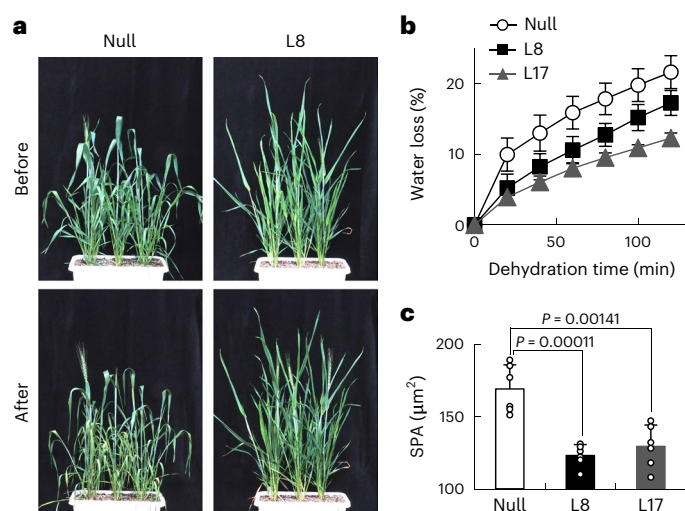 a
Null
L8
Before
After
b
Null
L8
L17
Water loss (%)
20
10
0
0
50
100
Dehydration time (min)
c
P = 0.00141
P = 0.00011
SPA (μm²)
200
150
100
Null
L8
L17